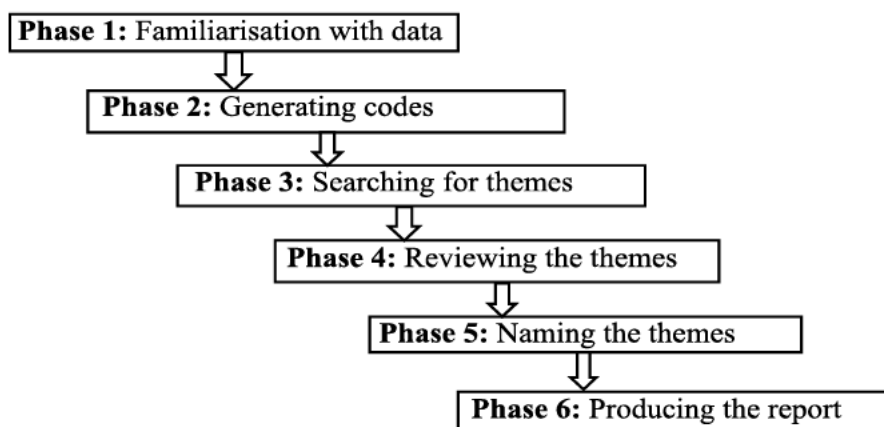 Phase 1: Familiarisation with data
Phase 2: Generating codes
Phase 3: Searching for themes
Phase 4: Reviewing the themes
Phase 5: Naming the themes
Phase 6: Producing the report